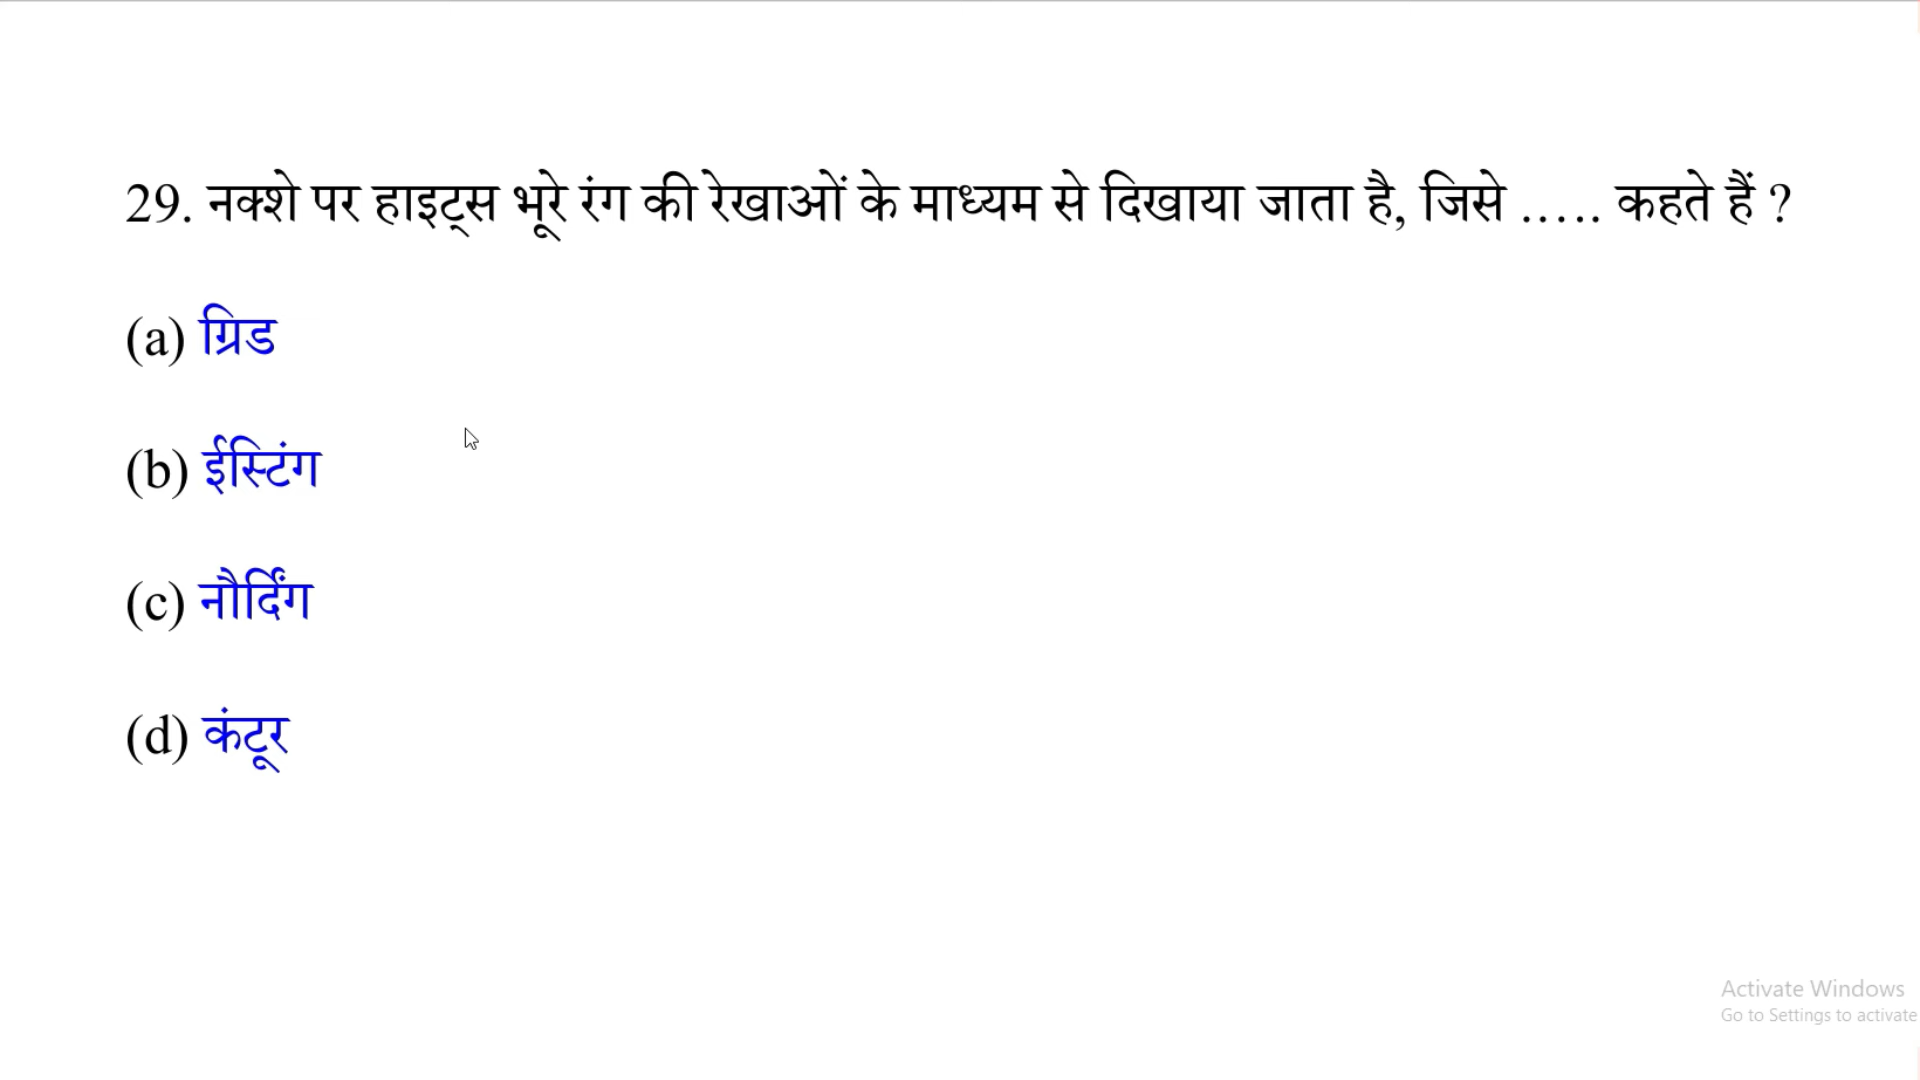 29. नक्शे पर हाइट्स भूरे रंग की रेखाओं के माध्यम से दिखाया जाता है, जिसे ..... कहते हैं ?
(a) ग्रिड
(b) ईस्टिंग
(c) नौर्दिंग
(d) कंटूर
Activate Windows
Go to Settings to activate